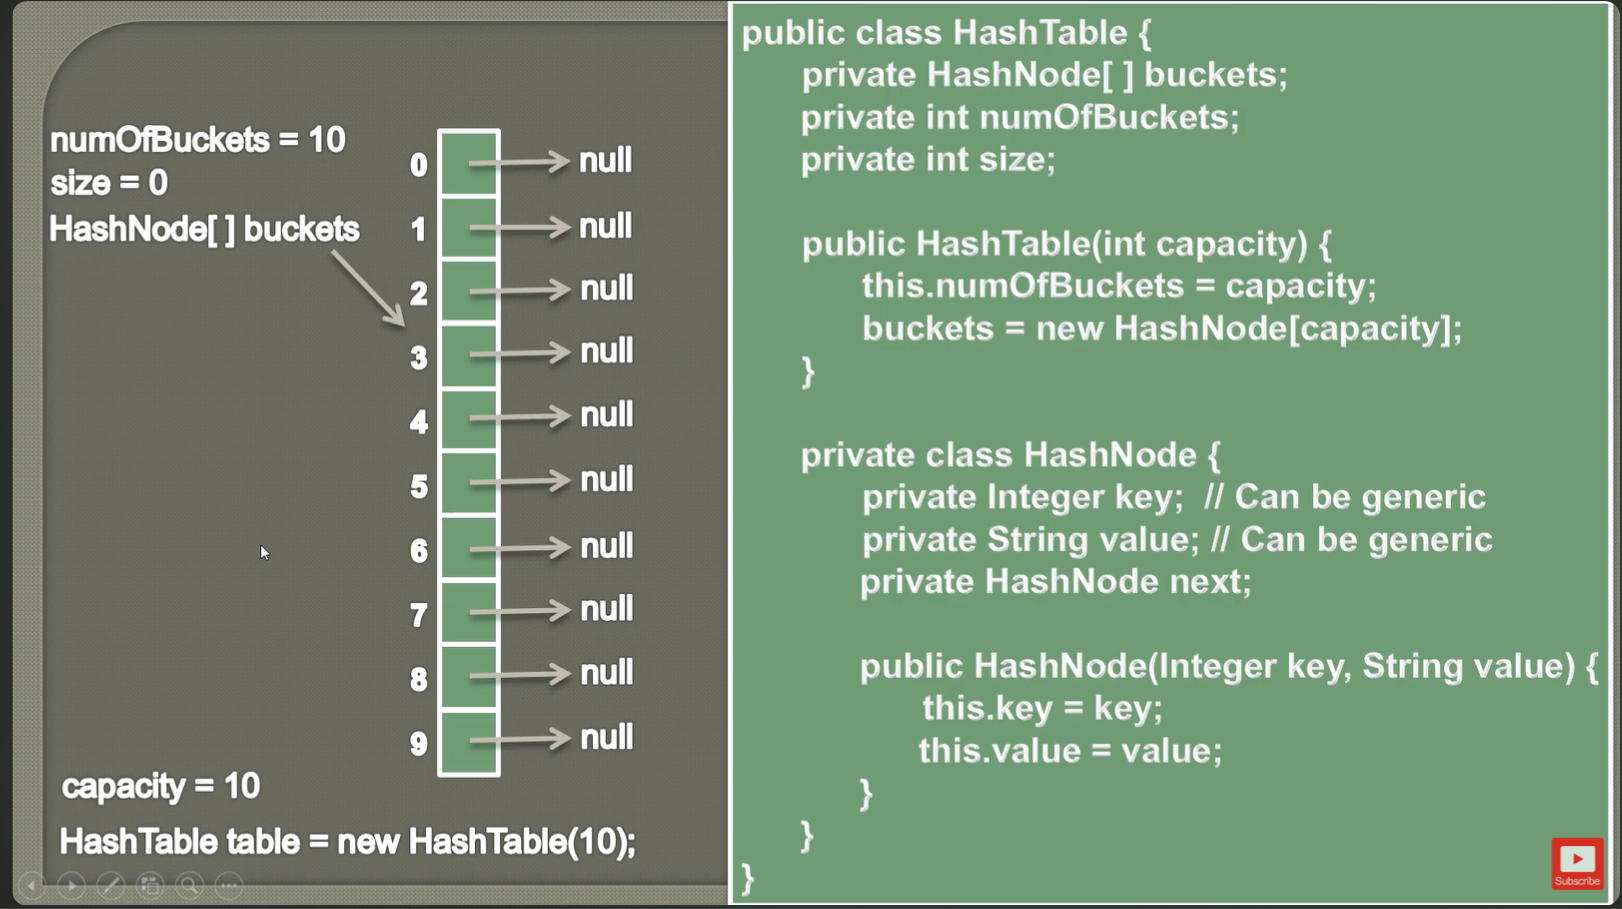 numOfBuckets = 10
size = 0
HashNode[ ] buckets
0 null
1 null
2 null
3 null
4 null
5 null
6 null
7 null
8 null
9 null
capacity = 10
HashTable table = new HashTable(10);
public class HashTable {
private HashNode[ ] buckets;
private int numOfBuckets;
private int size;
public HashTable(int capacity) {
this.numOfBuckets = capacity;
buckets = new HashNode[capacity];
}
private class HashNode {
private Integer key; // Can be generic
private String value; // Can be generic
private HashNode next;
public HashNode(Integer key, String value) {
this.key = key;
this.value = value;
}
}
}
Subscribe